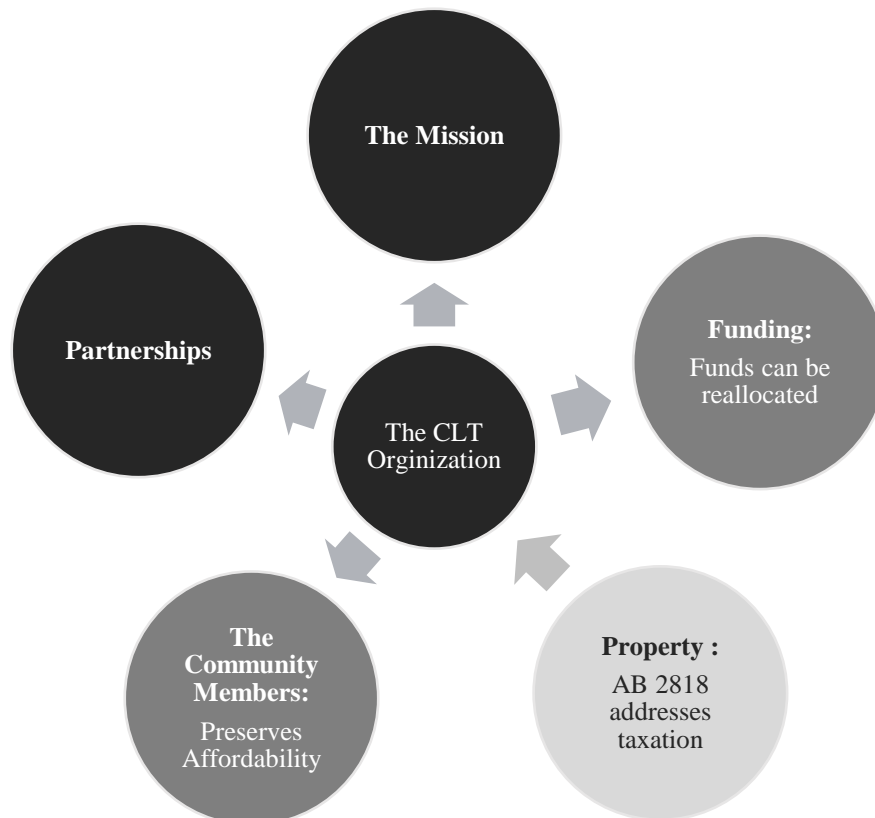 The Mission
Partnerships
Funding:
Funds can be
reallocated
The CLT
Orginization
The
Community
Members:
Preserves
Affordability
Property :
AB 2818
addresses
taxation